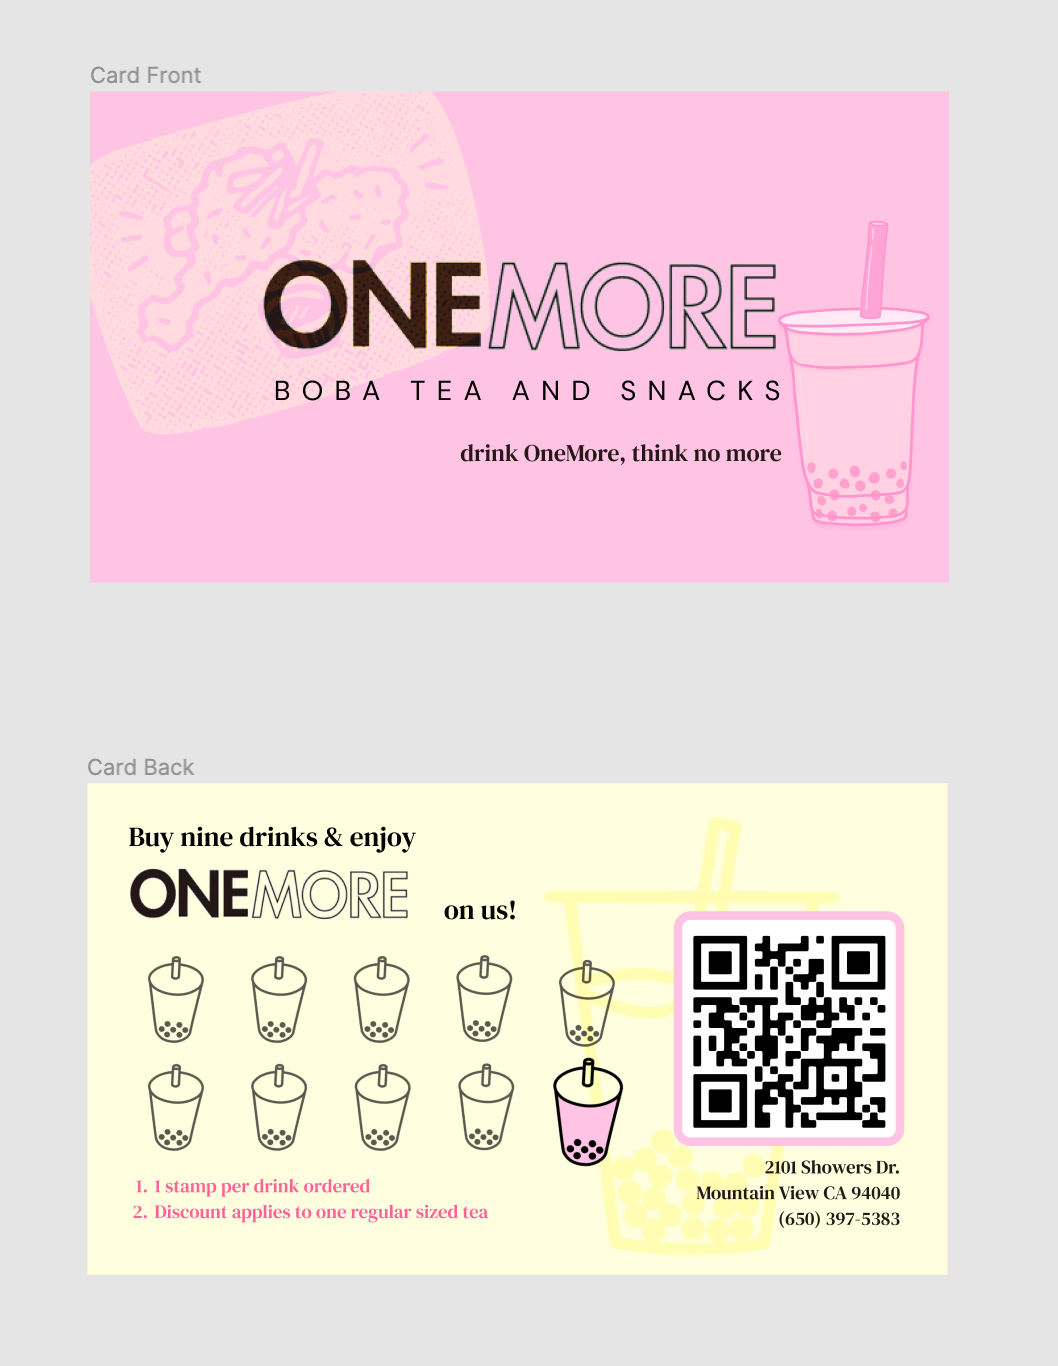 Card Front
ONEMORE
BOBA TEA AND SNACKS
drink OneMore, think no more
Card Back
Buy nine drinks & enjoy
ONEMORE on us!
1. 1 stamp per drink ordered
2. Discount applies to one regular sized tea
2101 Showers Dr.
Mountain View CA 94040
(650) 397-5383